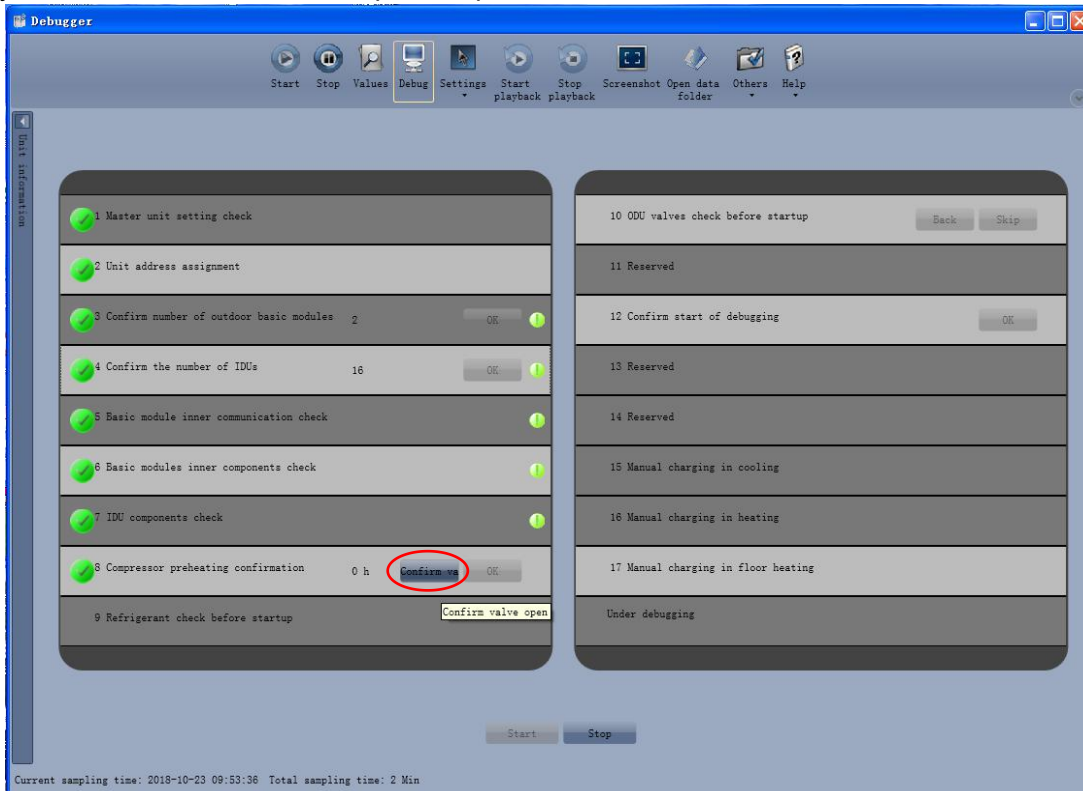 Debugger
Start Stop Values Debug Settings Start playback Stop playback Screenshot Open data folder Others Help
Unit information
1 Master unit setting check
2 Unit address assignment
3 Confirm number of outdoor basic modules 2 OK
4 Confirm the number of IDUs 16 OK
5 Basic module inner communication check
6 Basic modules inner components check
7 IDU components check
8 Compressor preheating confirmation 0 h Confirm va OK
Confirm valve open
9 Refrigerant check before startup
10 ODU valves check before startup Back Skip
11 Reserved
12 Confirm start of debugging OK
13 Reserved
14 Reserved
15 Manual charging in cooling
16 Manual charging in heating
17 Manual charging in floor heating
Under debugging
Start Stop
Current sampling time: 2018-10-23 09:53:36 Total sampling time: 2 Min